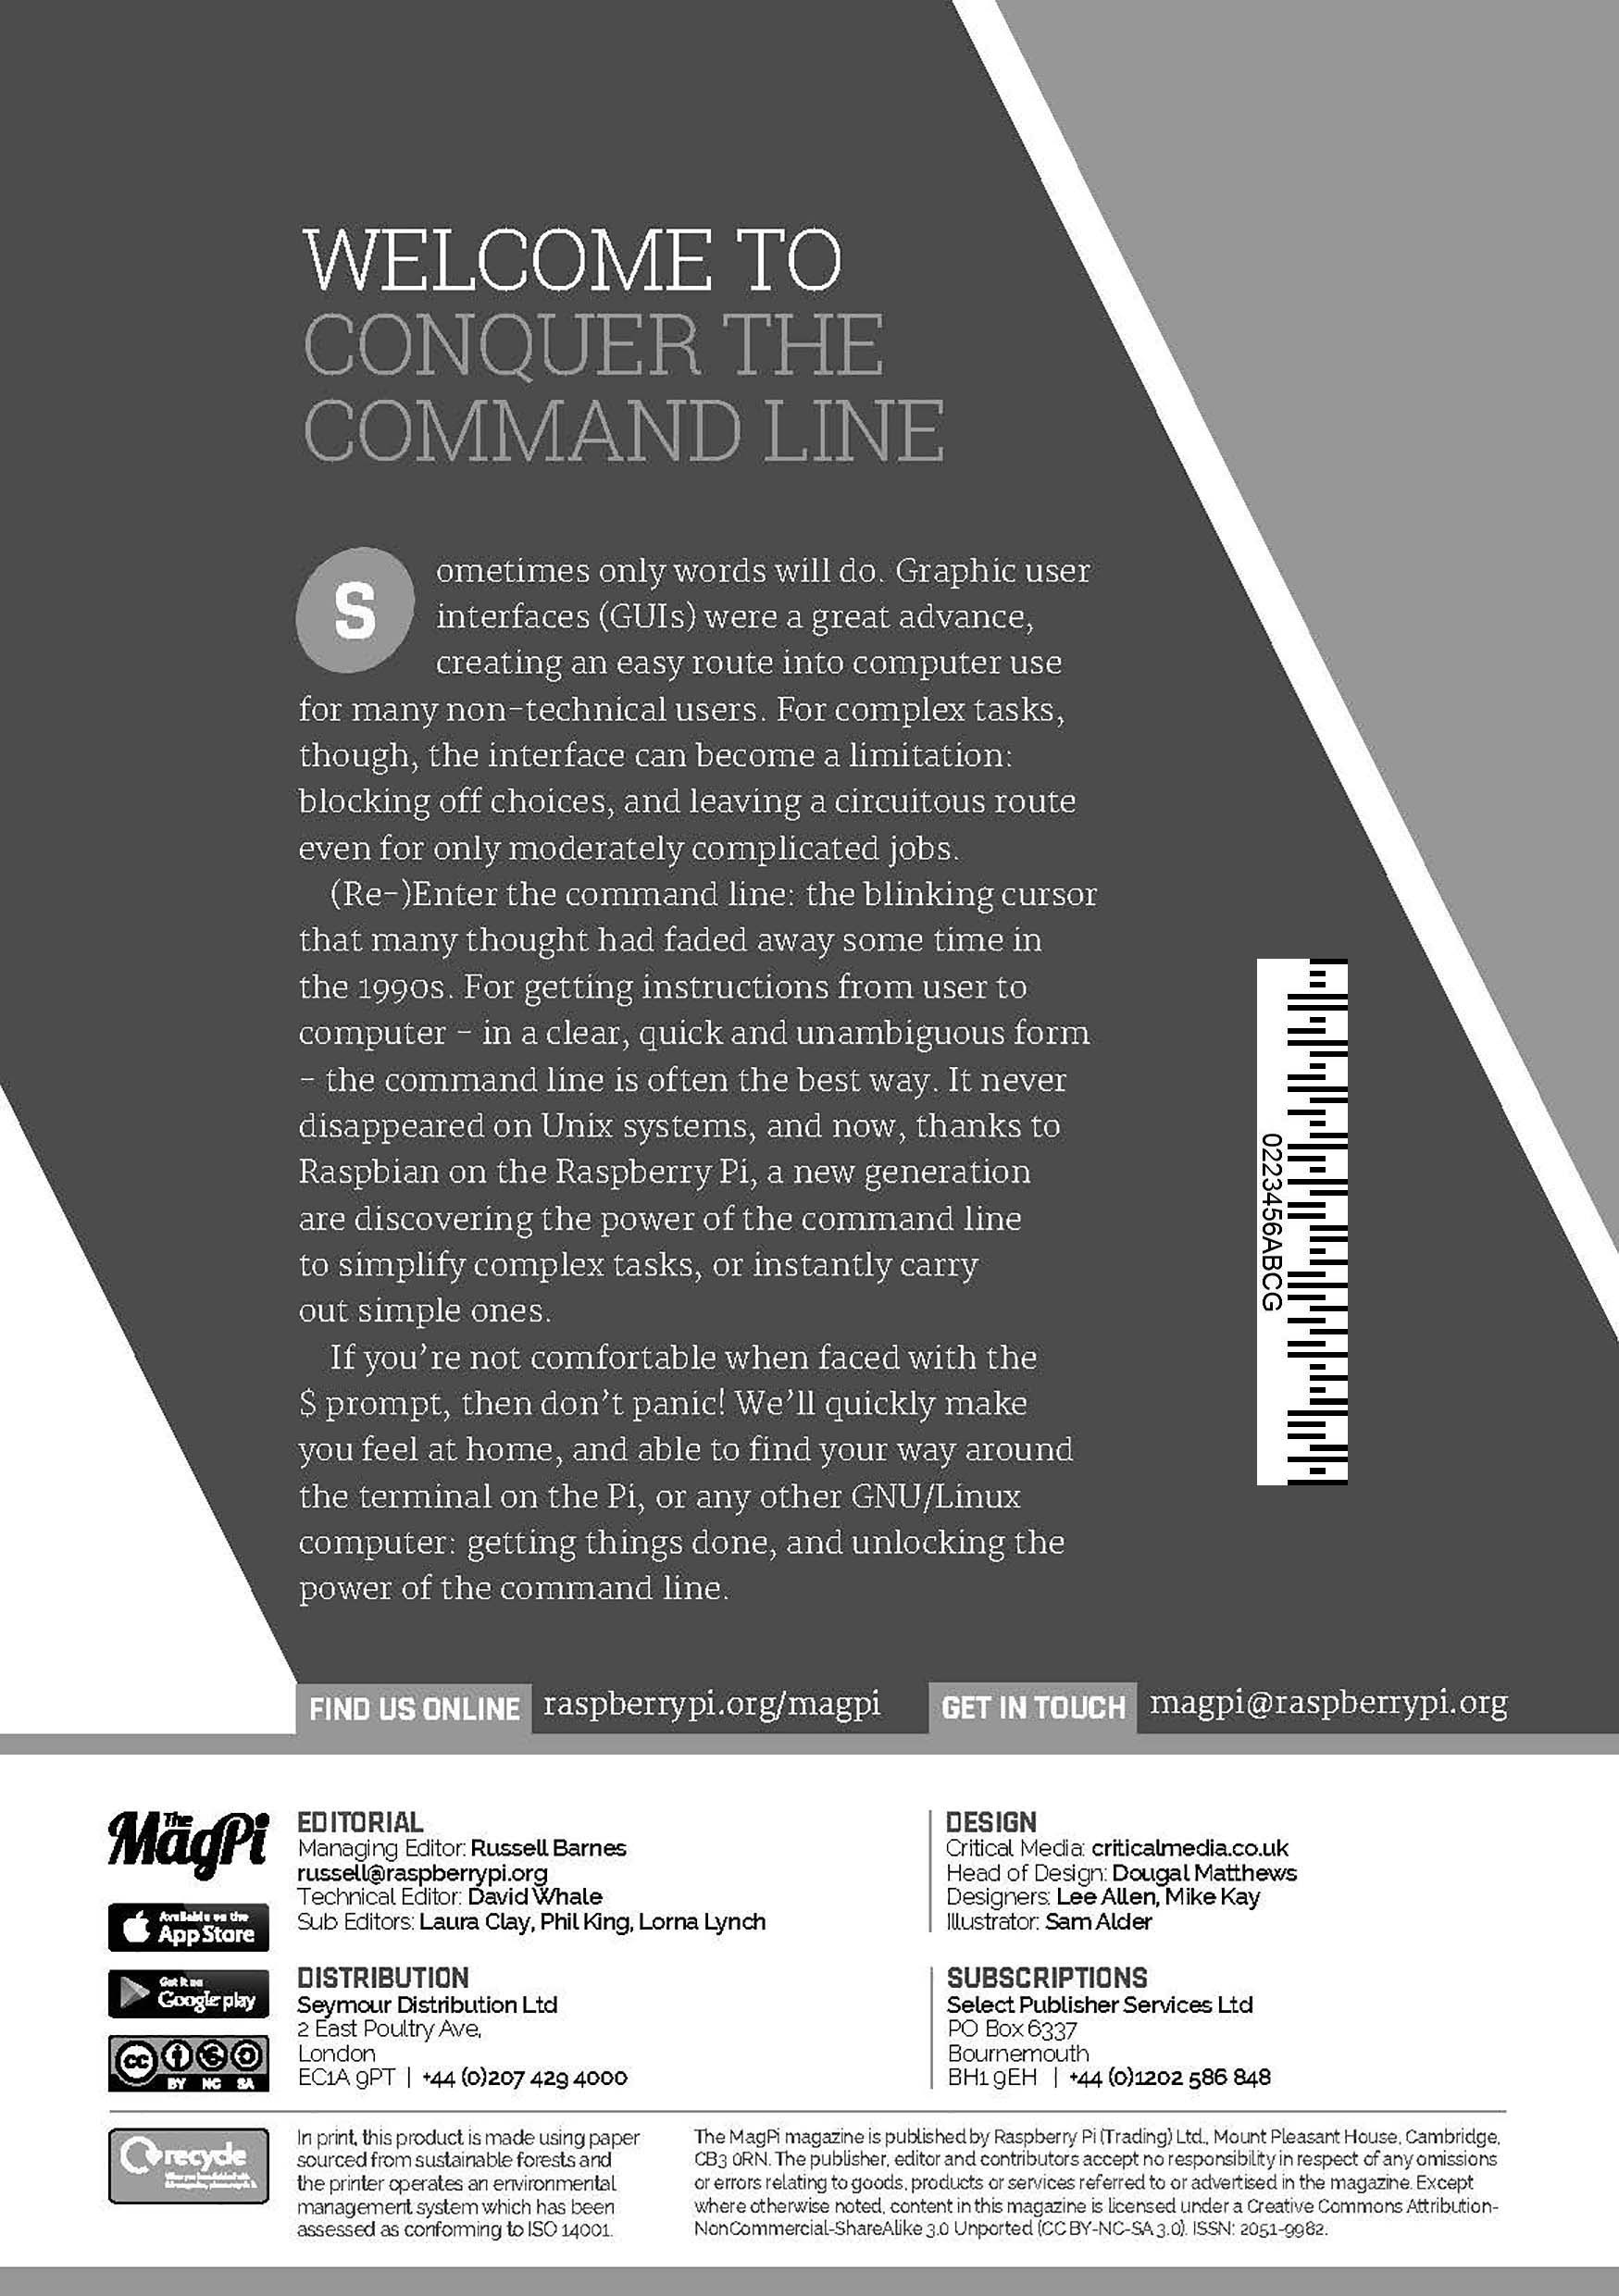 WELCOME TO
CONQUER THE
COMMAND LINE
Sometimes only words will do. Graphic user
interfaces (GUIs) were a great advance,
creating an easy route into computer use
for many non-technical users. For complex tasks,
though, the interface can become a limitation:
blocking off choices, and leaving a circuitous route
even for only moderately complicated jobs.
(Re-)Enter the command line: the blinking cursor
that many thought had faded away some time in
the 1990s. For getting instructions from user to
computer – in a clear, quick and unambiguous form
– the command line is often the best way. It never
disappeared on Unix systems, and now, thanks to
Raspbian on the Raspberry Pi, a new generation
are discovering the power of the command line
to simplify complex tasks, or instantly carry
out simple ones.
If you’re not comfortable when faced with the
$ prompt, then don’t panic! We’ll quickly make
you feel at home, and able to find your way around
the terminal on the Pi, or any other GNU/Linux
computer: getting things done, and unlocking the
power of the command line.
0223456ABCG
FIND US ONLINE raspberrypi.org/magpi GET IN TOUCH magpi@raspberrypi.org
The MagPi
Available on the
App Store
Get it on
Google play
cc
BY NC SA
EDITORIAL
Managing Editor: Russell Barnes
russell@raspberrypi.org
Technical Editor: David Whale
Sub Editors: Laura Clay, Phil King, Lorna Lynch
DESIGN
Critical Media: criticalmedia.co.uk
Head of Design: Dougal Matthews
Designers: Lee Allen, Mike Kay
Illustrator: Sam Alder
DISTRIBUTION
Seymour Distribution Ltd
2 East Poultry Ave,
London
EC1A 9PT | +44 (0)207 429 4000
SUBSCRIPTIONS
Select Publisher Services Ltd
PO Box 6337
Bournemouth
BH1 9EH | +44 (0)1202 586 848
recycle
In print, this product is made using paper
sourced from sustainable forests and
the printer operates an environmental
management system which has been
assessed as conforming to ISO 14001.
The MagPi magazine is published by Raspberry Pi (Trading) Ltd., Mount Pleasant House, Cambridge,
CB3 0RN. The publisher, editor and contributors accept no responsibility in respect of any omissions
or errors relating to goods, products or services referred to or advertised in the magazine. Except
where otherwise noted, content in this magazine is licensed under a Creative Commons Attribution-
NonCommercial-ShareAlike 3.0 Unported (CC BY-NC-SA 3.0). ISSN: 2051-9982.